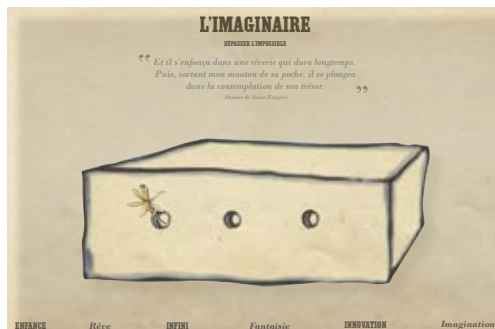 L'IMAGINAIRE
DÉPASSER L'IMPOSSIBLE
“ Et il s'enfonça dans une rêverie qui dura longtemps.
Puis, sortant mon mouton de sa poche, il se plongea
dans la contemplation de son trésor. ”
-Antoine de Saint-Exupéry
ENFANCE Rêve INFINI Fantaisie INNOVATION Imagination